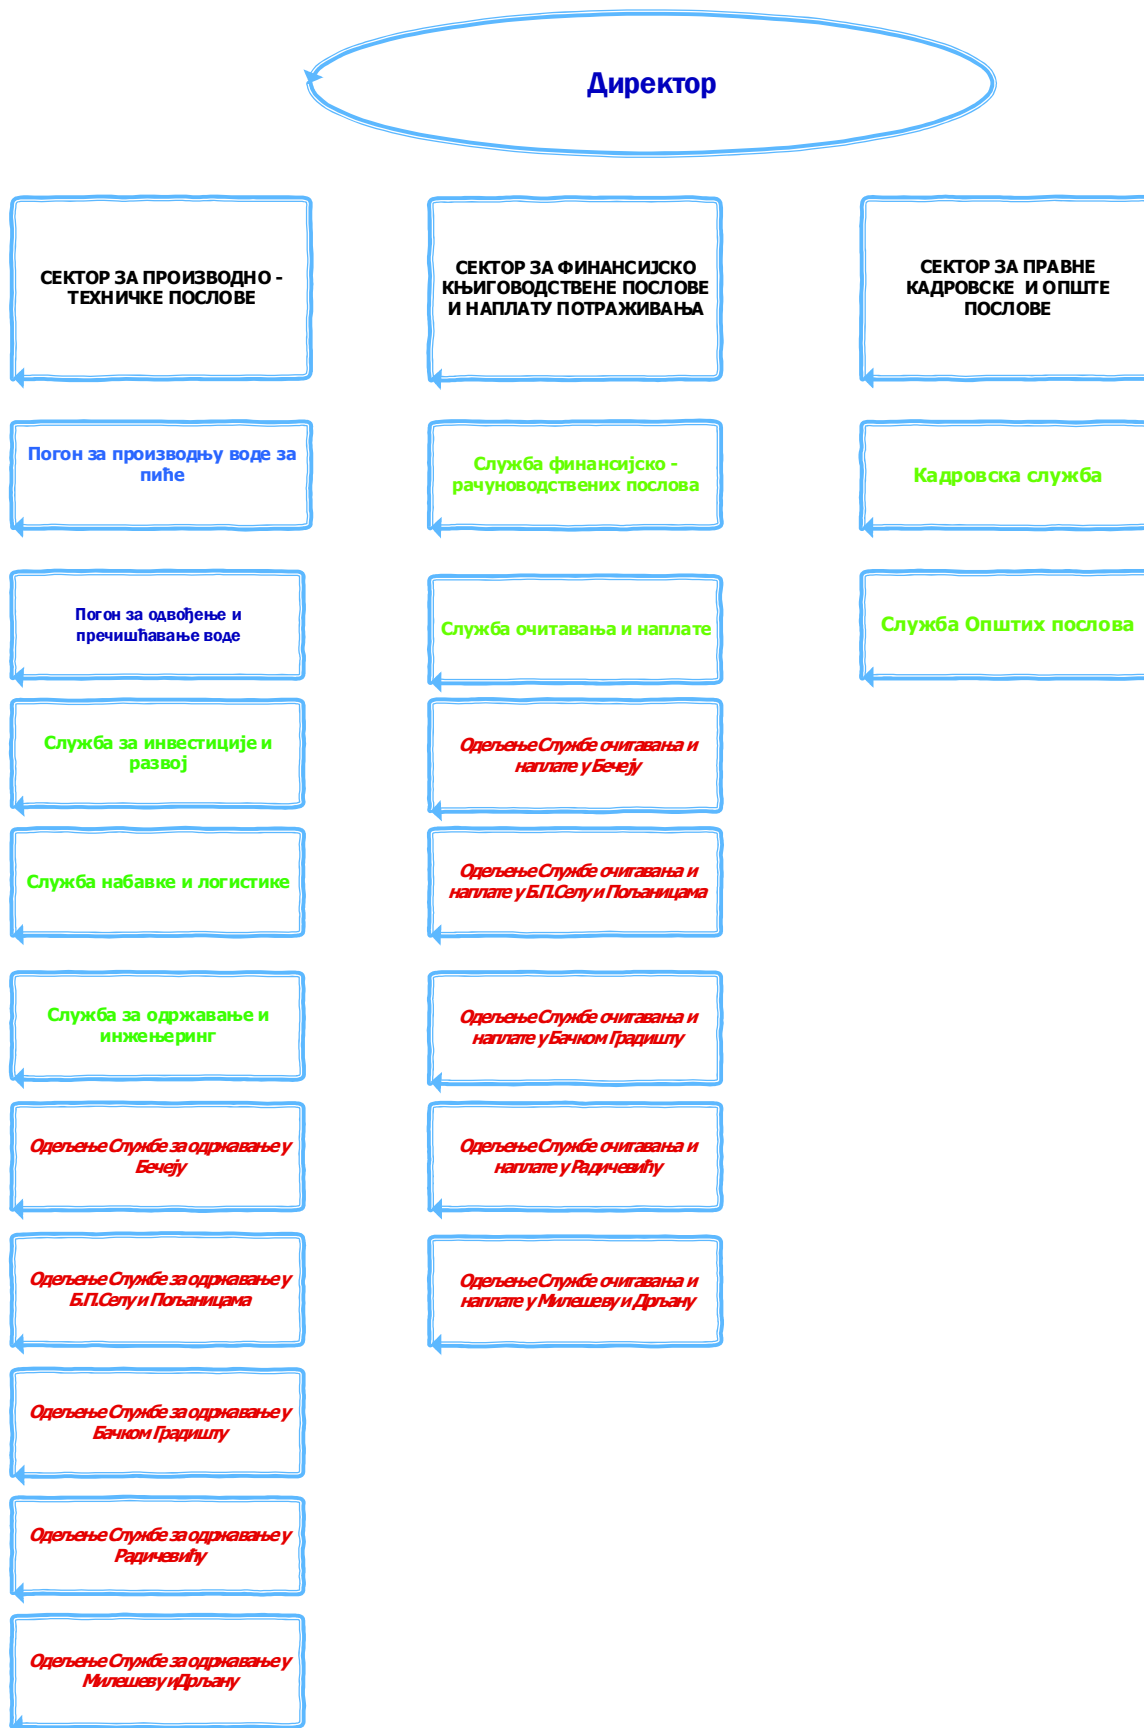 Директор
СЕКТОР ЗА ПРОИЗВОДНО -
ТЕХНИЧКЕ ПОСЛОВЕ
Погон за производњу воде за
пиће
Погон за одвођење и
пречишћавање воде
Служба за инвестиције и
развој
Служба набавке и логистике
Служба за одржавање и
инжењеринг
Одељење Службе за одржавање у
Бечеју
Одељење Службе за одржавање у
Б.П.Селу и Пољаницама
Одељење Службе за одржавање у
Бачком Градишту
Одељење Службе за одржавање у
Радичевићу
Одељење Службе за одржавање у
Милешеву иДрљану
СЕКТОР ЗА ФИНАНСИЈСКО
КЊИГОВОДСТВЕНЕ ПОСЛОВЕ
И НАПЛАТУ ПОТРАЖИВАЊА
Служба финансијско -
рачуноводствених послова
Служба очитавања и наплате
Одељење Службе очитавања и
наплате у Бечеју
Одељење Службе очитавања и
наплате у Б.П.Селу и Пољаницама
Одељење Службе очитавања и
наплате у Бачком Градишту
Одељење Службе очитавања и
наплате у Радичевићу
Одељење Службе очитавања и
наплате у Милешеву и Дрљану
СЕКТОР ЗА ПРАВНЕ
КАДРОВСКЕ  И ОПШТЕ
ПОСЛОВЕ
Кадровска служба
Служба Општих послова